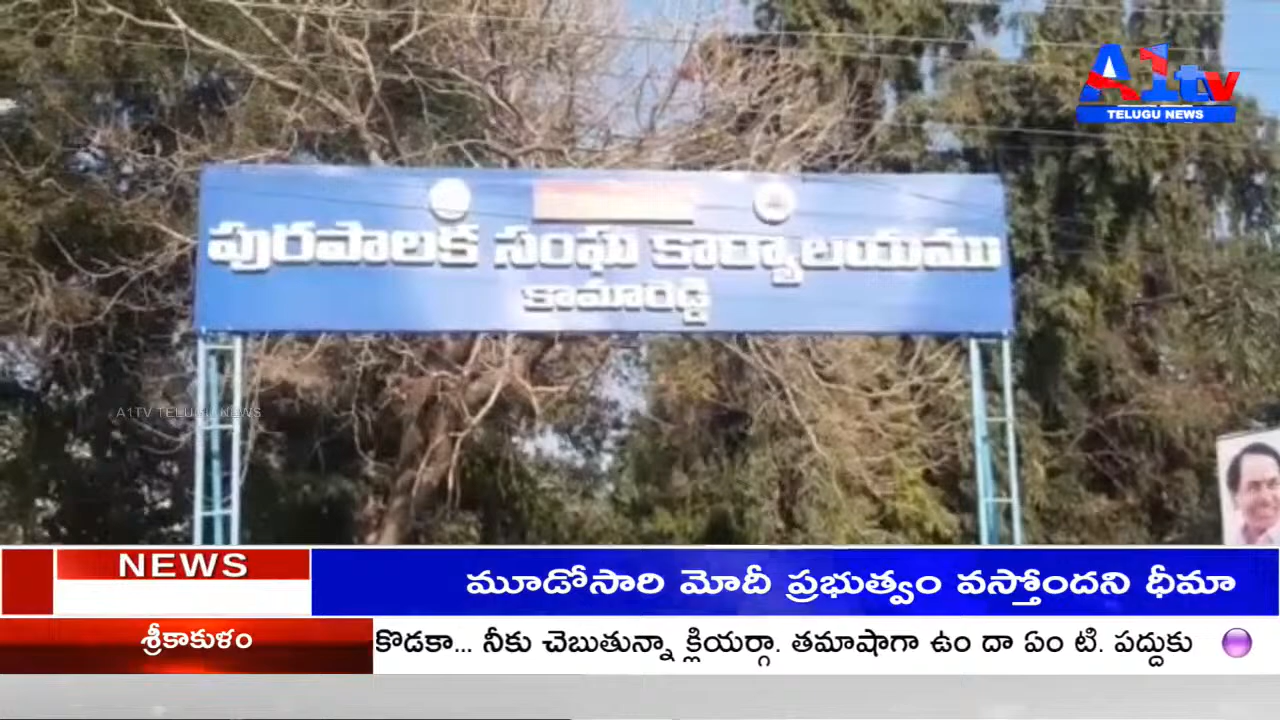 A1tv
TELUGU NEWS
పురపాలక సంఘ కార్యాలయము
కామారెడ్డి
A1TV TELUGU NEWS
NEWS
మూడోసారి మోదీ ప్రభుత్వం వస్తోందని ధీమా
శ్రీకాకుళం
కొడకా... నీకు చెబుతున్నా క్లియర్గా. తమాషాగా ఉం దా ఏం టి. పద్దుకు